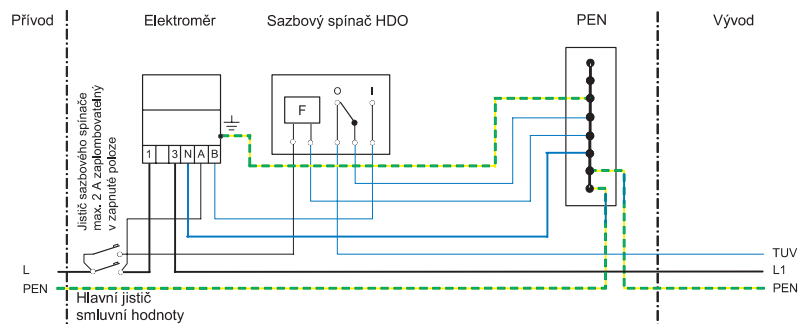 Přívod
Elektroměr
Sazbový spínač HDO
PEN
Vývod
O
I
F
1
3
N
A
B
Jistič sazbového spínače
max. 2 A zaplombovatelný
v zapnuté poloze
L
PEN
Hlavní jistič
smluvní hodnoty
TUV
L1
PEN